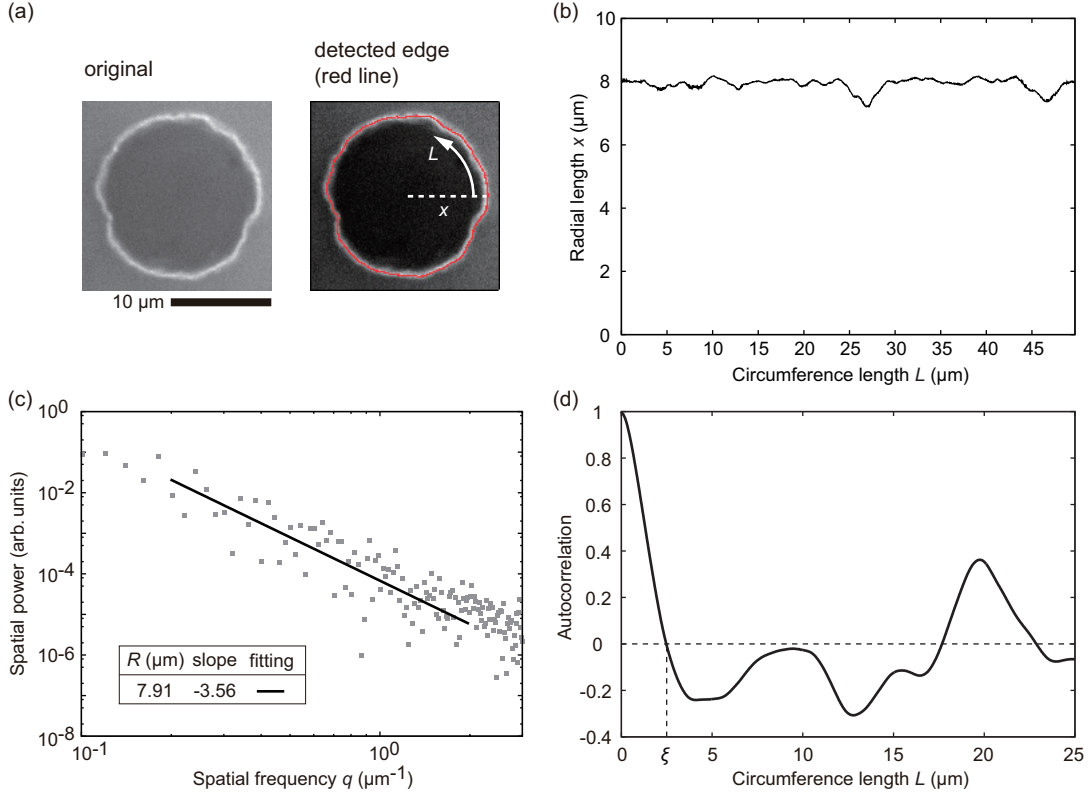 (a)
original
detected edge
(red line)
L
x
10 µm
(b)
Radial length x (µm)
10
8
6
4
2
0
0 5 10 15 20 25 30 35 40 45
Circumference length L (µm)
(c)
Spatial power (arb. units)
10^0
10^-2
10^-4
10^-6
10^-8
R (µm) slope fitting
7.91 -3.56
10^-1 10^0
Spatial frequency q (µm^-1)
(d)
Autocorrelation
1
0.8
0.6
0.4
0.2
0
-0.2
-0.4
0 ξ 5 10 15 20 25
Circumference length L (µm)